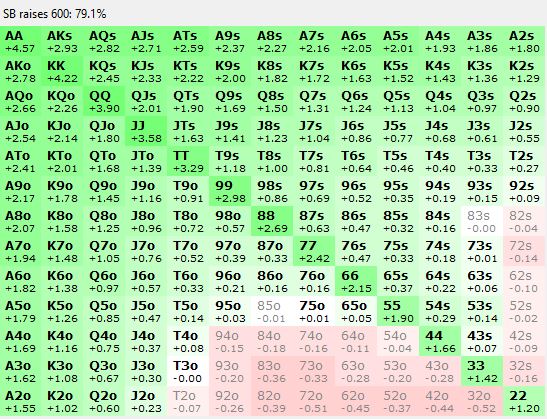 SB raises 600: 79.1%
AA AKs AQs AJs ATs A9s A8s A7s A6s A5s A4s A3s A2s
+4.57 +2.93 +2.82 +2.71 +2.59 +2.37 +2.27 +2.16 +2.05 +2.01 +1.93 +1.86 +1.80
AKo KK KQs KJs KTs K9s K8s K7s K6s K5s K4s K3s K2s
+2.78 +4.22 +2.45 +2.33 +2.22 +2.00 +1.82 +1.72 +1.63 +1.52 +1.43 +1.36 +1.29
AQo KQo QQ QJs QTs Q9s Q8s Q7s Q6s Q5s Q4s Q3s Q2s
+2.66 +2.26 +3.90 +2.01 +1.90 +1.69 +1.50 +1.31 +1.24 +1.13 +1.04 +0.97 +0.90
AJo KJo QJo JJ JTs J9s J8s J7s J6s J5s J4s J3s J2s
+2.54 +2.14 +1.80 +3.58 +1.63 +1.41 +1.23 +1.04 +0.86 +0.77 +0.68 +0.61 +0.55
ATo KTo QTo JTo TT T9s T8s T7s T6s T5s T4s T3s T2s
+2.41 +2.01 +1.68 +1.39 +3.29 +1.18 +1.00 +0.81 +0.64 +0.46 +0.40 +0.33 +0.27
A9o K9o Q9o J9o T9o 99 98s 97s 96s 95s 94s 93s 92s
+2.17 +1.78 +1.45 +1.16 +0.91 +2.98 +0.86 +0.69 +0.52 +0.35 +0.19 +0.15 +0.09
A8o K8o Q8o J8o T8o 98o 88 87s 86s 85s 84s 83s 82s
+2.07 +1.58 +1.25 +0.96 +0.72 +0.57 +2.69 +0.63 +0.47 +0.32 +0.16 -0.00 -0.04
A7o K7o Q7o J7o T7o 97o 87o 77 76s 75s 74s 73s 72s
+1.94 +1.48 +1.05 +0.76 +0.52 +0.39 +0.33 +2.42 +0.47 +0.33 +0.18 +0.01 -0.14
A6o K6o Q6o J6o T6o 96o 86o 76o 66 65s 64s 63s 62s
+1.82 +1.38 +0.97 +0.57 +0.33 +0.21 +0.16 +0.16 +2.15 +0.37 +0.22 +0.06 -0.10
A5o K5o Q5o J5o T5o 95o 85o 75o 65o 55 54s 53s 52s
+1.79 +1.26 +0.85 +0.47 +0.14 +0.03 -0.01 +0.01 +0.05 +1.90 +0.29 +0.14 -0.02
A4o K4o Q4o J4o T4o 94o 84o 74o 64o 54o 44 43s 42s
+1.69 +1.16 +0.75 +0.37 +0.08 -0.15 -0.18 -0.16 -0.11 -0.04 +1.66 +0.07 -0.09
A3o K3o Q3o J3o T3o 93o 83o 73o 63o 53o 43o 33 32s
+1.62 +1.08 +0.67 +0.30 -0.00 -0.20 -0.36 -0.33 -0.28 -0.20 -0.28 +1.42 -0.16
A2o K2o Q2o J2o T2o 92o 82o 72o 62o 52o 42o 32o 22
+1.55 +1.02 +0.60 +0.23 -0.07 -0.26 -0.39 -0.51 -0.45 -0.37 -0.44 -0.52 +1.20